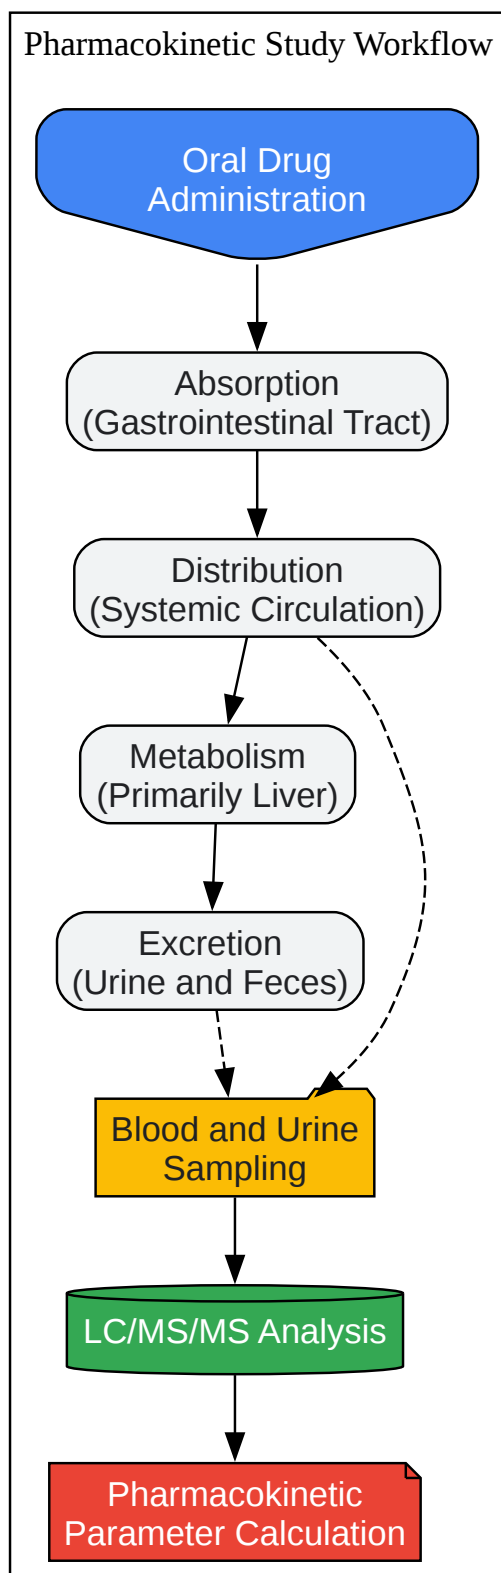 Pharmacokinetic Study Workflow
Oral Drug
Administration
Absorption
(Gastrointestinal Tract)
Distribution
(Systemic Circulation)
Metabolism
(Primarily Liver)
Excretion
(Urine and Feces)
Blood and Urine
Sampling
LC/MS/MS Analysis
Pharmacokinetic
Parameter Calculation